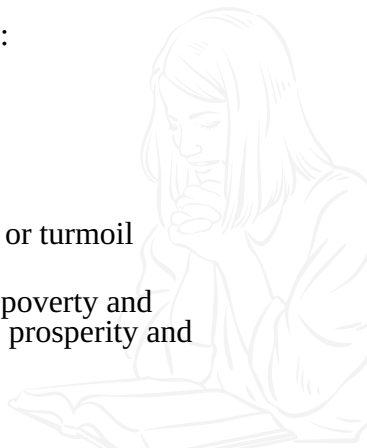 :
or turmoil
poverty and
prosperity and